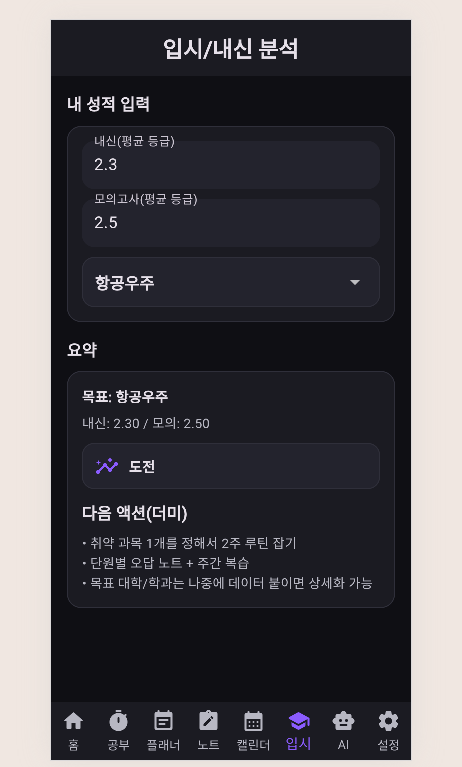 입시/내신 분석
내 성적 입력
내신(평균 등급)
2.3
모의고사(평균 등급)
2.5
항공우주
요약
목표: 항공우주
내신: 2.30 / 모의: 2.50
도전
다음 액션(더미)
• 취약 과목 1개를 정해서 2주 루틴 잡기
• 단원별 오답 노트 + 주간 복습
• 목표 대학/학과는 나중에 데이터 붙이면 상세화 가능
홈 공부 플래너 노트 캘린더 입시 AI 설정